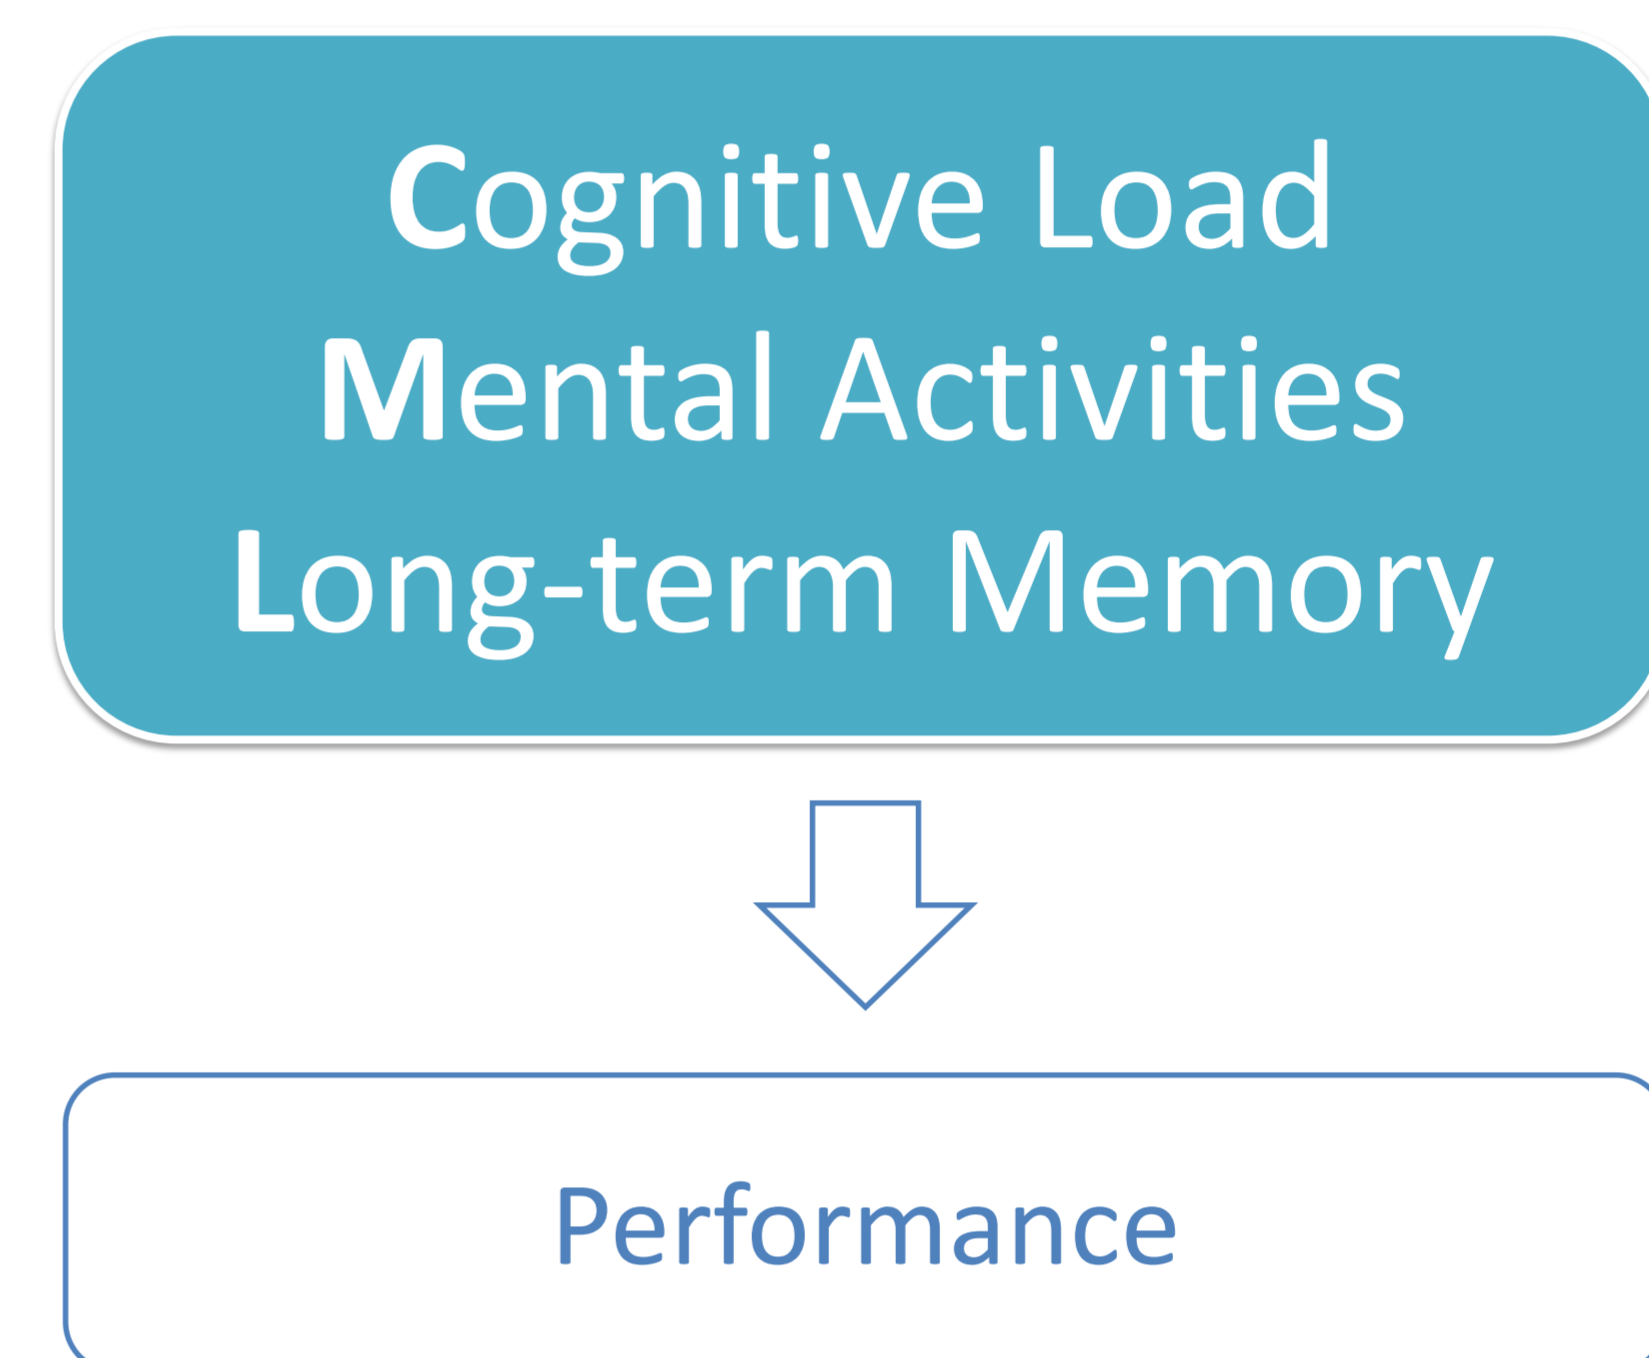 Cognitive Load
Mental Activities
Long-term Memory
Performance